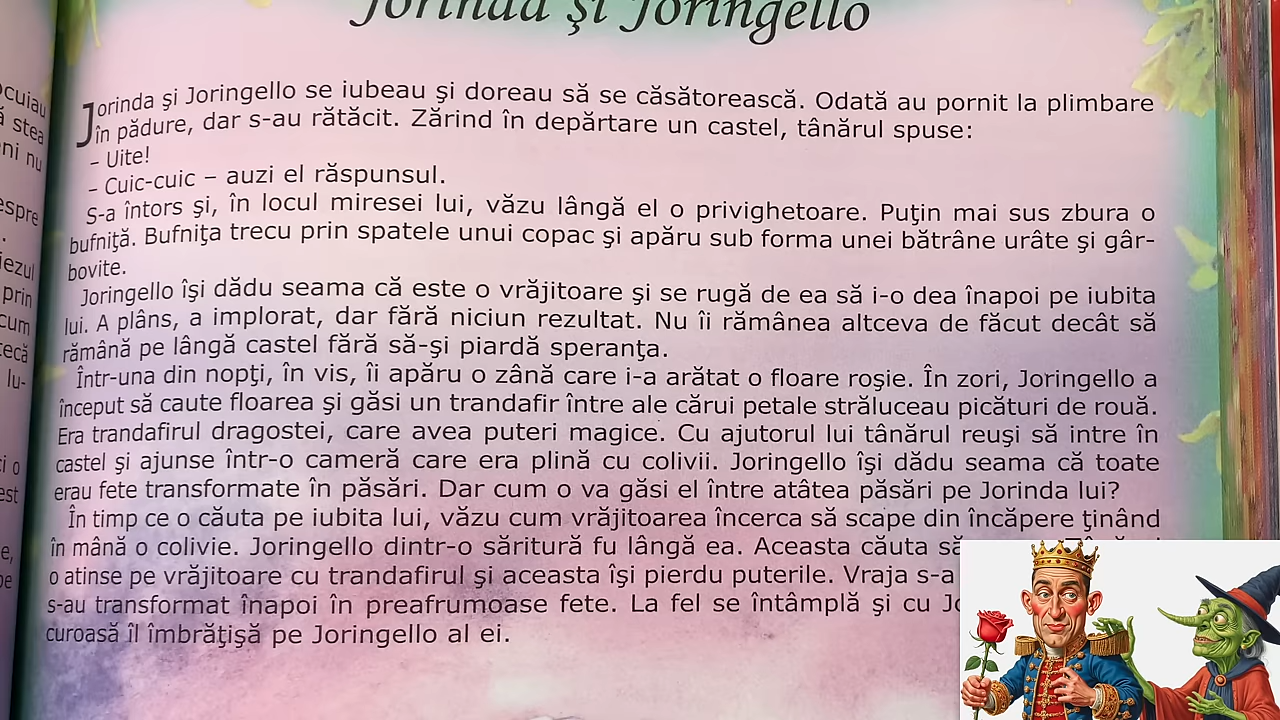 Jorinda şi Joringello
Jorinda şi Joringello se iubeau şi doreau să se căsătorească. Odată au pornit la plimbare
în pădure, dar s-au rătăcit. Zărind în depărtare un castel, tânărul spuse:
– Uite!
– Cuic-cuic – auzi el răspunsul.
S-a întors şi, în locul miresei lui, văzu lângă el o privighetoare. Puţin mai sus zbura o
bufniţă. Bufniţa trecu prin spatele unui copac şi apăru sub forma unei bătrâne urâte şi gâr-
bovite.
Joringello îşi dădu seama că este o vrăjitoare şi se rugă de ea să i-o dea înapoi pe iubita
lui. A plâns, a implorat, dar fără niciun rezultat. Nu îi rămânea altceva de făcut decât să
rămână pe lângă castel fără să-şi piardă speranţa.
Într-una din nopţi, în vis, îi apăru o zână care i-a arătat o floare roşie. În zori, Joringello a
început să caute floarea şi găsi un trandafir între ale cărui petale străluceau picături de rouă.
Era trandafirul dragostei, care avea puteri magice. Cu ajutorul lui tânărul reuşi să intre în
castel şi ajunse într-o cameră care era plină cu colivii. Joringello îşi dădu seama că toate
erau fete transformate în păsări. Dar cum o va găsi el între atâtea păsări pe Jorinda lui?
În timp ce o căuta pe iubita lui, văzu cum vrăjitoarea încerca să scape din încăpere ţinând
în mână o colivie. Joringello dintr-o săritură fu lângă ea. Aceasta căuta să
o atinse pe vrăjitoare cu trandafirul şi aceasta îşi pierdu puterile. Vraja s-a
s-au transformat înapoi în preafrumoase fete. La fel se întâmplă şi cu
curoasă îl îmbrăţişă pe Joringello al ei.